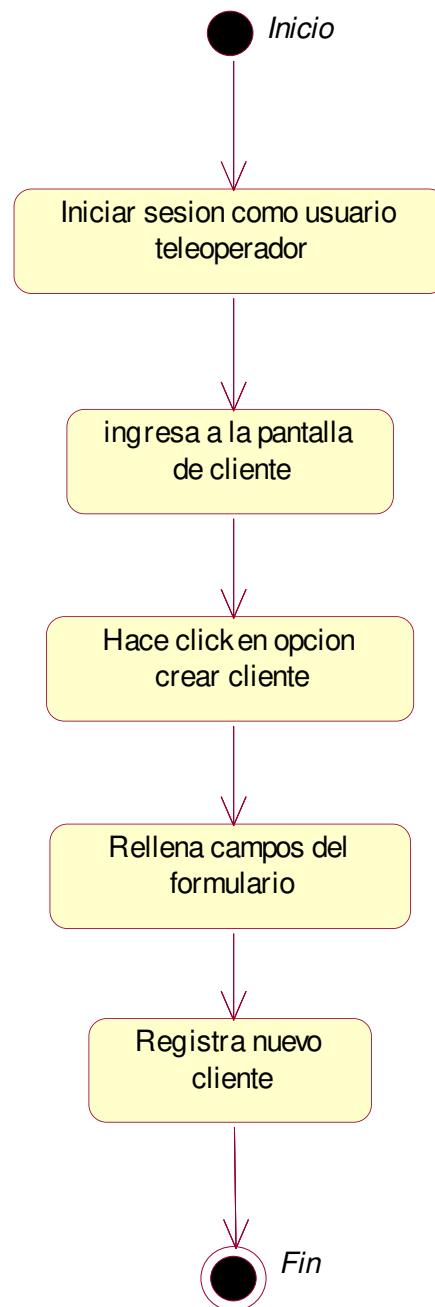 Inicio
Iniciar sesion como usuario
teleoperador
ingresa a la pantalla
de cliente
Hace click en opcion
crear cliente
Rellena campos del
formulario
Registra nuevo
cliente
Fin